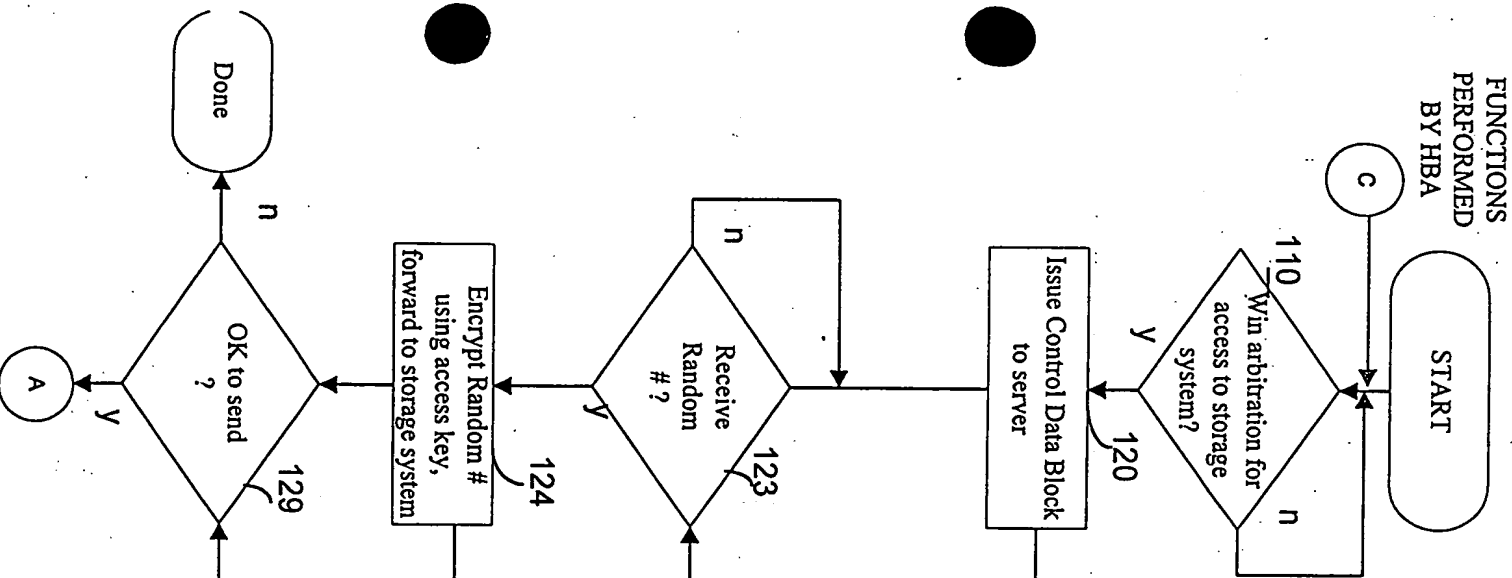 FUNCTIONS
PERFORMED
BY HBA
START
C
110
Win arbitration for
access to storage
system?
n
y
120
Issue Control Data Block
to server
n
Receive
Random
# ?
123
y
124
Encrypt Random #
using access key,
forward to storage system
OK to send
?
129
n
Done
y
A